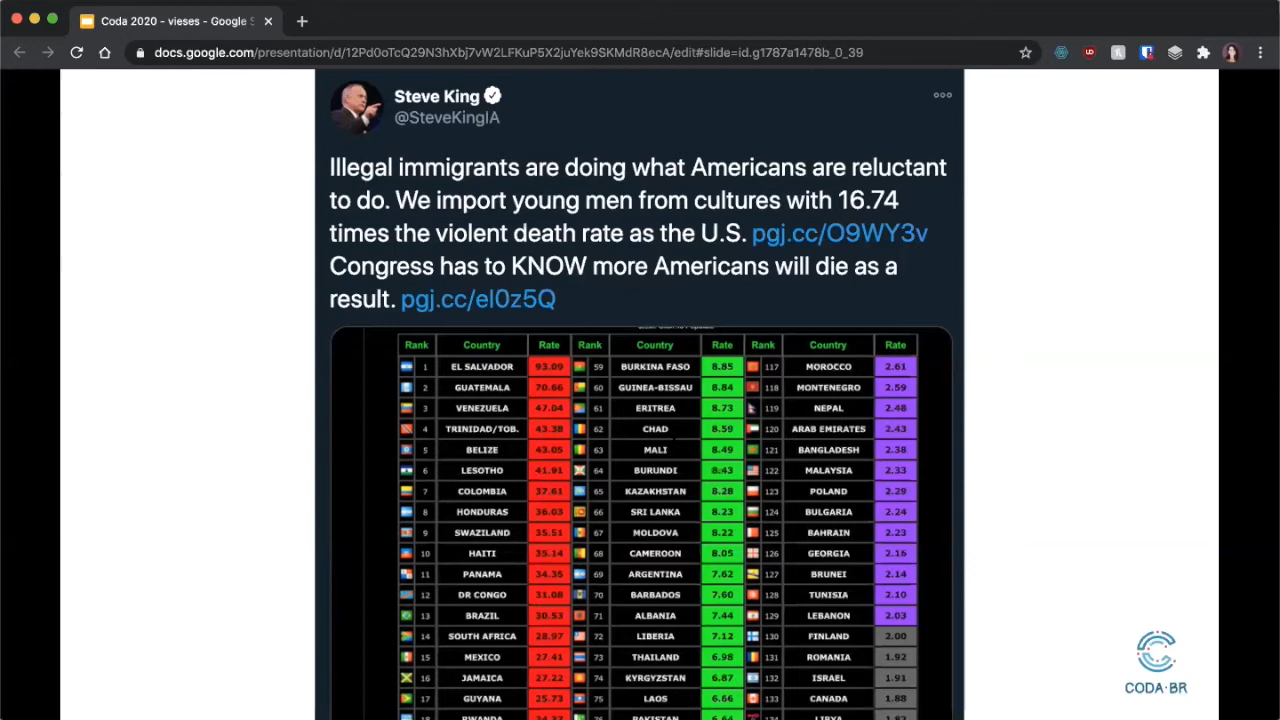 Coda 2020 - vieses - Google S
docs.google.com/presentation/d/12Pd0oTcQ29N3hXbj7vW2LFKuP5X2juYek9SKMdR8ecA/edit#slide=id.g1787a1478b_0_39
Steve King
@SteveKingIA
Illegal immigrants are doing what Americans are reluctant
to do. We import young men from cultures with 16.74
times the violent death rate as the U.S. pgj.cc/O9WY3v
Congress has to KNOW more Americans will die as a
result. pgj.cc/el0z5Q
Rank Country Rate Rank Country Rate Rank Country Rate
1 EL SALVADOR 93.09 59 BURKINA FASO 8.85 117 MOROCCO 2.61
2 GUATEMALA 70.66 60 GUINEA-BISSAU 8.84 118 MONTENEGRO 2.59
3 VENEZUELA 47.04 61 ERITREA 8.73 119 NEPAL 2.48
4 TRINIDAD/TOB. 43.38 62 CHAD 8.59 120 ARAB EMIRATES 2.43
5 BELIZE 43.05 63 MALI 8.49 121 BANGLADESH 2.38
6 LESOTHO 41.91 64 BURUNDI 8.43 122 MALAYSIA 2.33
7 COLOMBIA 37.61 65 KAZAKHSTAN 8.28 123 POLAND 2.29
8 HONDURAS 36.03 66 SRI LANKA 8.23 124 BULGARIA 2.24
9 SWAZILAND 35.51 67 MOLDOVA 8.22 125 BAHRAIN 2.23
10 HAITI 35.14 68 CAMEROON 8.05 126 GEORGIA 2.16
11 PANAMA 34.35 69 ARGENTINA 7.62 127 BRUNEI 2.14
12 DR CONGO 31.08 70 BARBADOS 7.60 128 TUNISIA 2.10
13 BRAZIL 30.53 71 ALBANIA 7.44 129 LEBANON 2.03
14 SOUTH AFRICA 28.97 72 LIBERIA 7.12 130 FINLAND 2.00
15 MEXICO 27.41 73 THAILAND 6.98 131 ROMANIA 1.92
16 JAMAICA 27.22 74 KYRGYZSTAN 6.87 132 ISRAEL 1.91
17 GUYANA 25.73 75 LAOS 6.66 133 CANADA 1.88
RWANDA PAKISTAN LIBYA
CODA.BR